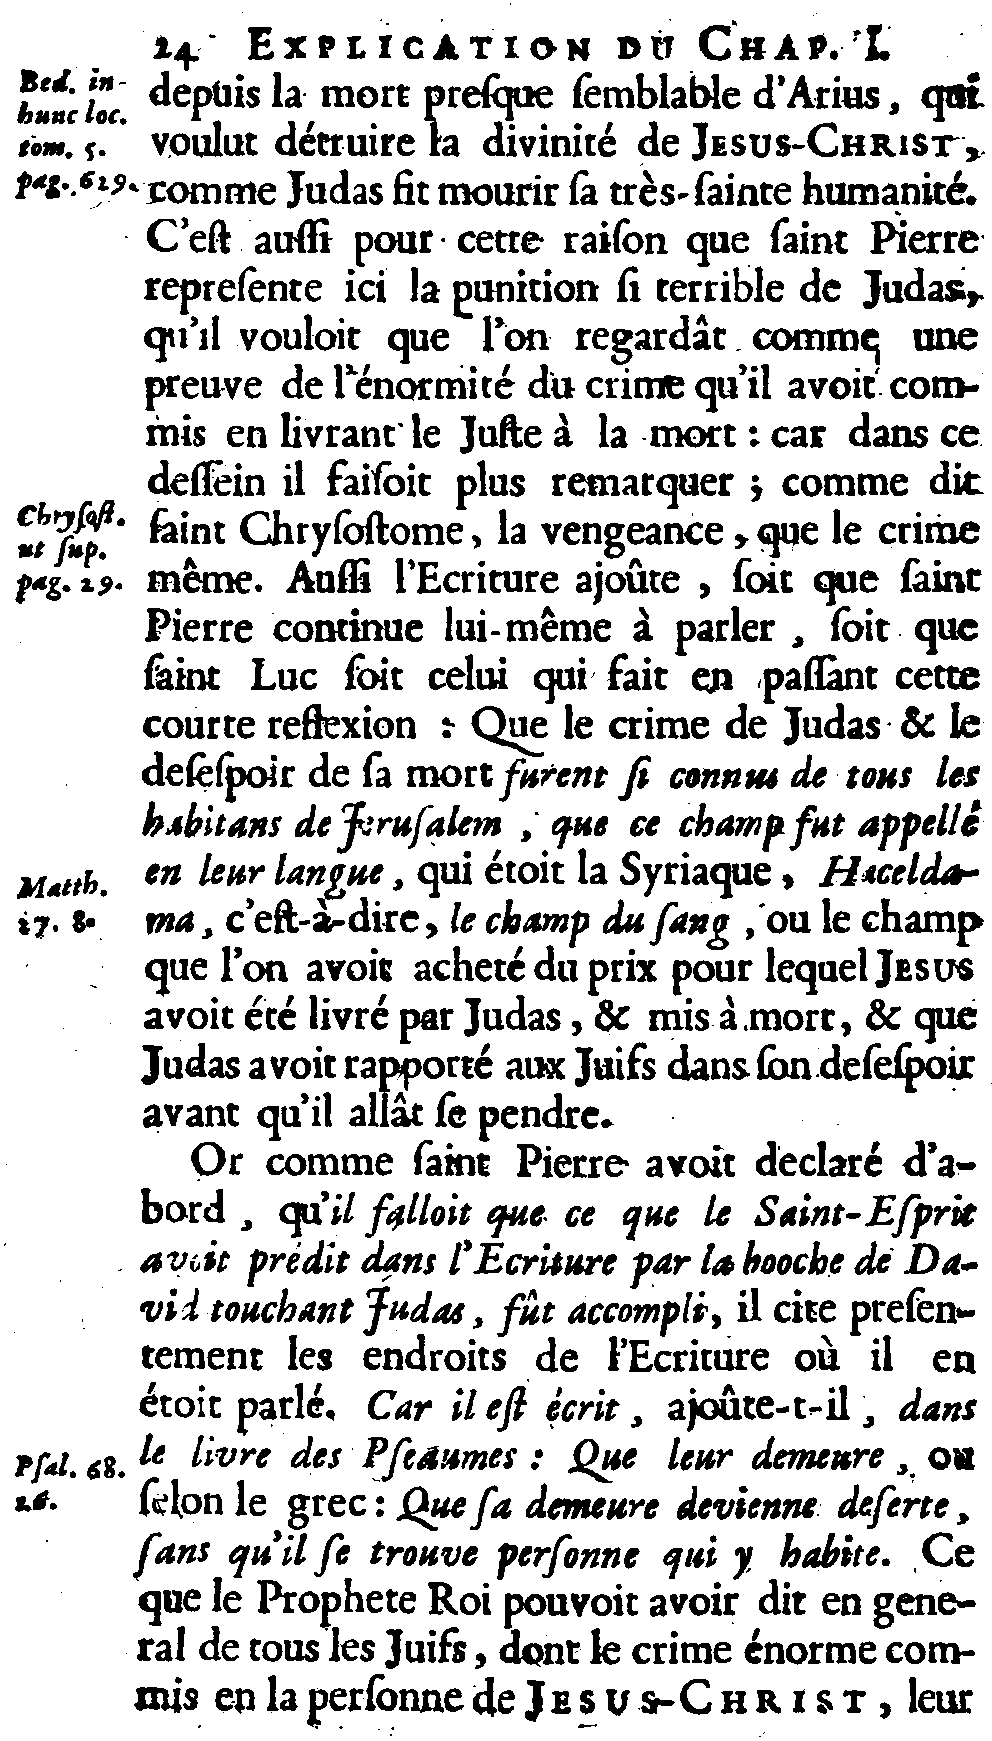 24 EXPLICATION DU CHAP. I.
Bed. in
hunc loc.
tom. 5.
pag. 629.
depuis la mort preſque ſemblable d'Arius, qui
voulut détruire la divinité de JESUS-CHRIST,
comme Judas fit mourir ſa très-ſainte humanité.
C'eſt auſſi pour cette raiſon que ſaint Pierre
repreſente ici la punition ſi terrible de Judas,
qu'il vouloit que l'on regardât comme une
preuve de l'énormité du crime qu'il avoit com-
mis en livrant le Juſte à la mort : car dans ce
deſſein il faiſoit plus remarquer ; comme dit
Chryſoſt.
ut ſup.
pag. 29.
ſaint Chryſoſtome, la vengeance, que le crime
même. Auſſi l'Ecriture ajoûte, ſoit que ſaint
Pierre continue lui-même à parler, ſoit que
ſaint Luc ſoit celui qui fait en paſſant cette
courte reflexion : Que le crime de Judas & le
deſeſpoir de ſa mort furent ſi connus de tous les
habitans de Jeruſalem, que ce champ fut appellé
Matth.
27. 8.
en leur langue, qui étoit la Syriaque, Hacelda-
ma, c'eſt-à-dire, le champ du ſang, ou le champ
que l'on avoit acheté du prix pour lequel JESUS
avoit été livré par Judas, & mis à mort, & que
Judas avoit rapporté aux Juifs dans ſon deſeſpoir
avant qu'il allât ſe pendre.
Or comme ſaint Pierre avoit declaré d'a-
bord, qu'il falloit que ce que le Saint-Eſprit
avoit prédit dans l'Ecriture par la bouche de Da-
vid touchant Judas, fût accompli, il cite preſen-
tement les endroits de l'Ecriture où il en
étoit parlé. Car il eſt écrit, ajoûte-t-il, dans
Pſal. 68.
26.
le livre des Pſeaumes : Que leur demeure, ou
ſelon le grec : Que ſa demeure devienne deſerte,
ſans qu'il ſe trouve perſonne qui y habite. Ce
que le Prophete Roi pouvoit avoir dit en gene-
ral de tous les Juifs, dont le crime énorme com-
mis en la perſonne de JESUS-CHRIST, leur